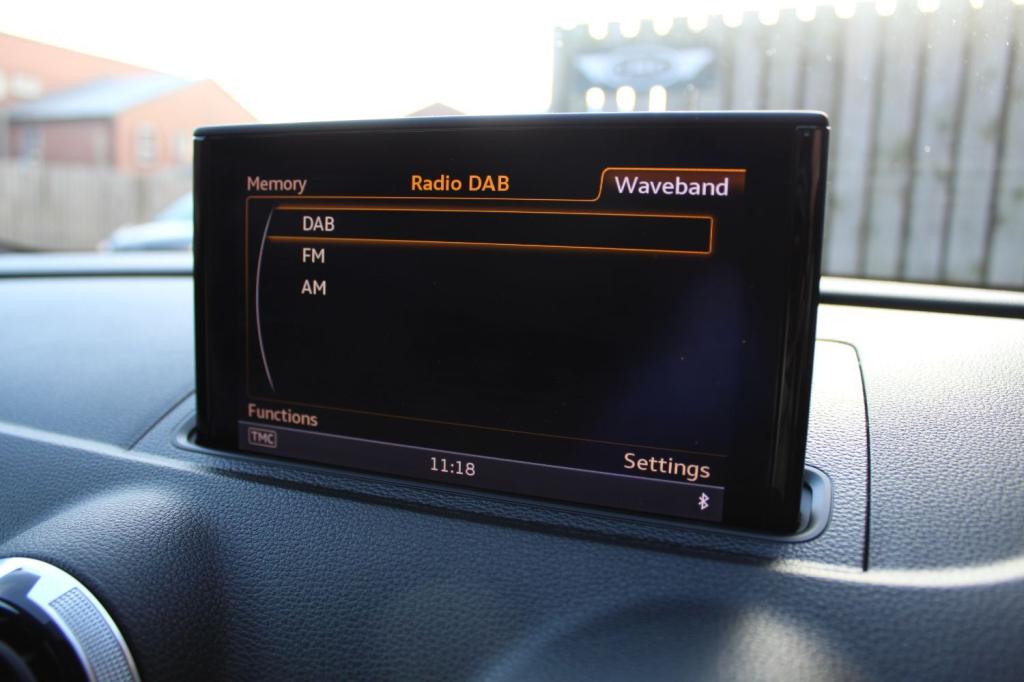 Memory Radio DAB Waveband
DAB
FM
AM
Functions
Settings
TMC
11:18